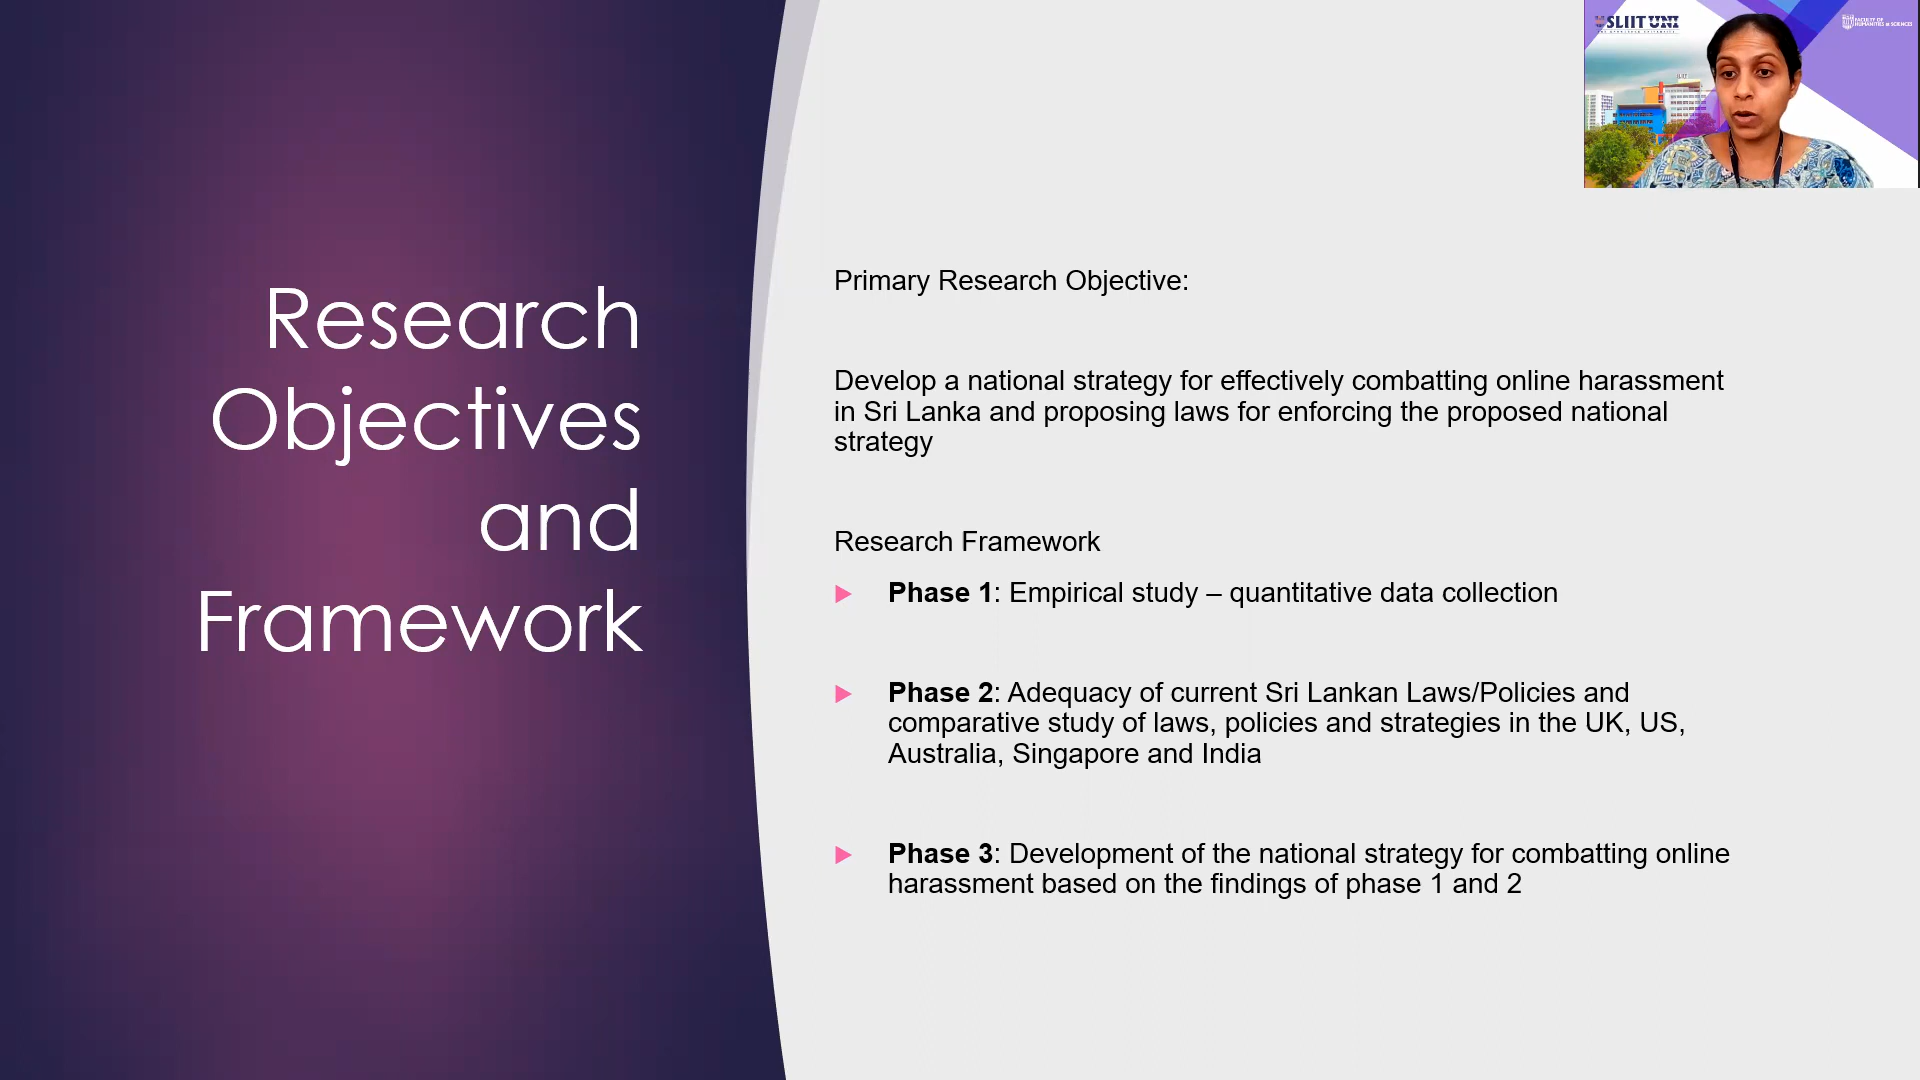 SLIIT UNI
FACULTY OF
HUMANITIES & SCIENCES
Research
Objectives
and
Framework
Primary Research Objective:
Develop a national strategy for effectively combatting online harassment
in Sri Lanka and proposing laws for enforcing the proposed national
strategy
Research Framework
Phase 1: Empirical study – quantitative data collection
Phase 2: Adequacy of current Sri Lankan Laws/Policies and
comparative study of laws, policies and strategies in the UK, US,
Australia, Singapore and India
Phase 3: Development of the national strategy for combatting online
harassment based on the findings of phase 1 and 2